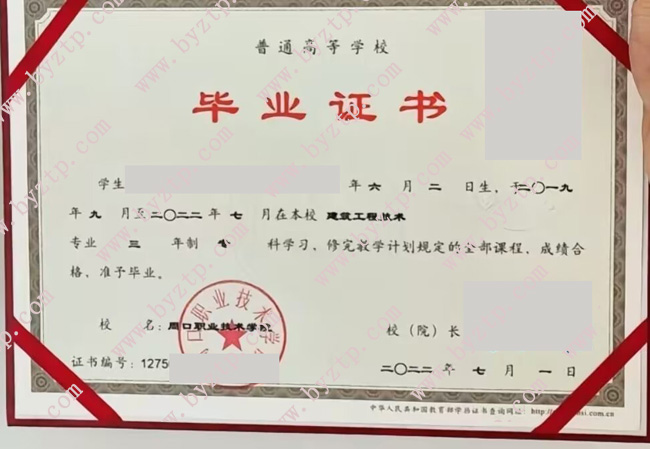 普通高等学校
毕业证书
学生 年 六 月 二 日生，于二〇一九
年 九 月至二〇二二年 七 月在本校 建筑工程技术
专业 三 年制 专 科学习，修完教学计划规定的全部课程，成绩合
格，准予毕业。
校 名：周口职业技术学院 校（院）长
证书编号：1275
二〇二二 年 七 月 一 日
中华人民共和国教育部学历证书查询网址：http://
www.byztp.com